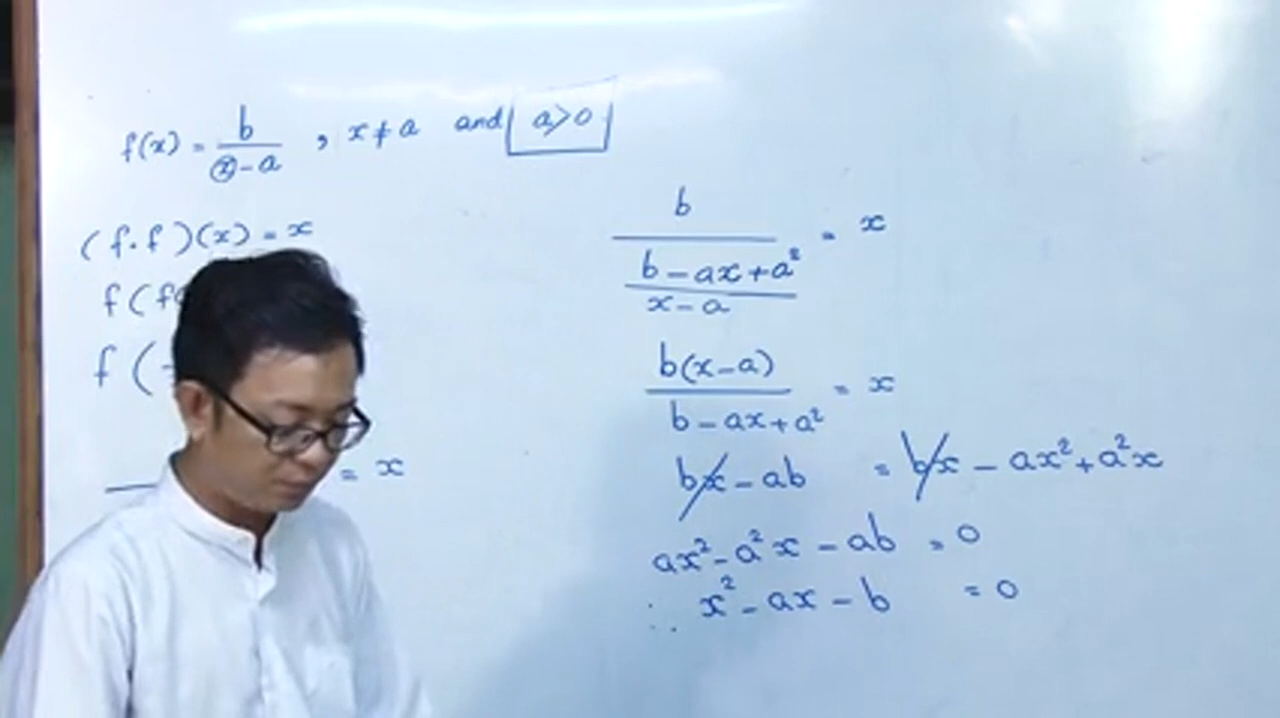 f(x) = b/(x - a) , x ≠ a and a > 0
(f.f)(x) = x
f(f
f(
= x
b/((b - ax + a²)/(x - a)) = x
b(x - a)/(b - ax + a²) = x
bx - ab = bx - ax² + a²x
ax² - a²x - ab = 0
∴ x² - ax - b = 0